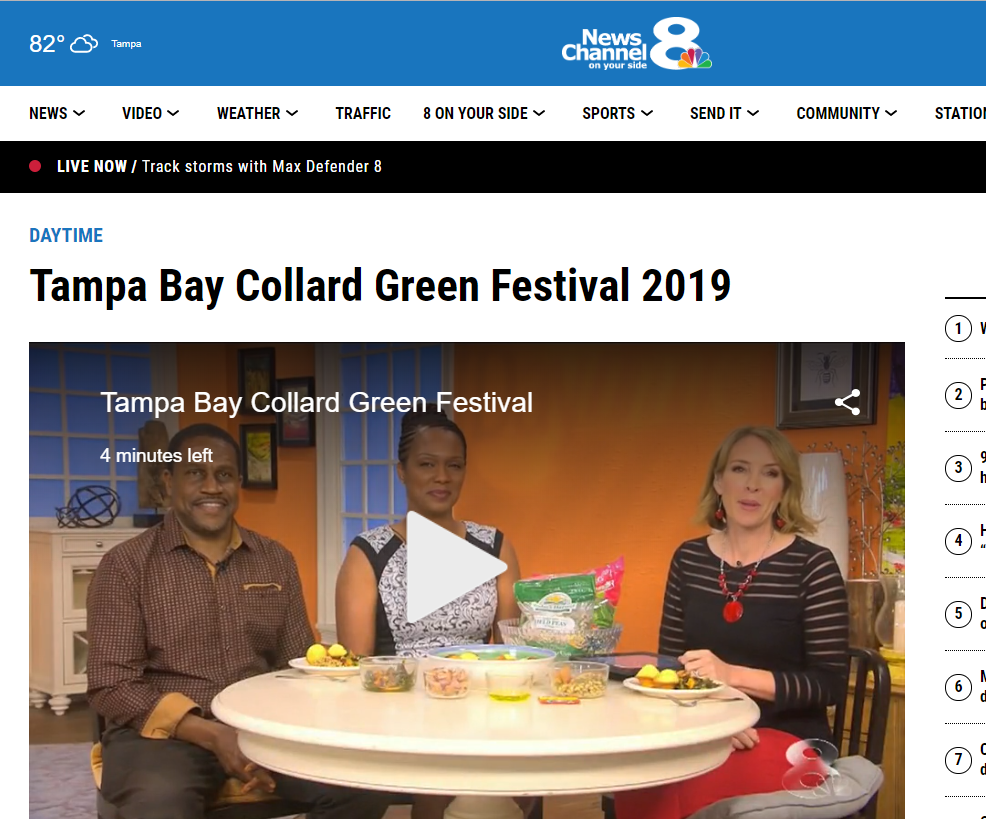 82° Tampa
News
Channel 8
on your side
NEWS VIDEO WEATHER TRAFFIC 8 ON YOUR SIDE SPORTS SEND IT COMMUNITY
LIVE NOW / Track storms with Max Defender 8
DAYTIME
Tampa Bay Collard Green Festival 2019
Tampa Bay Collard Green Festival
4 minutes left
8
1
2
3
4
5
6
7